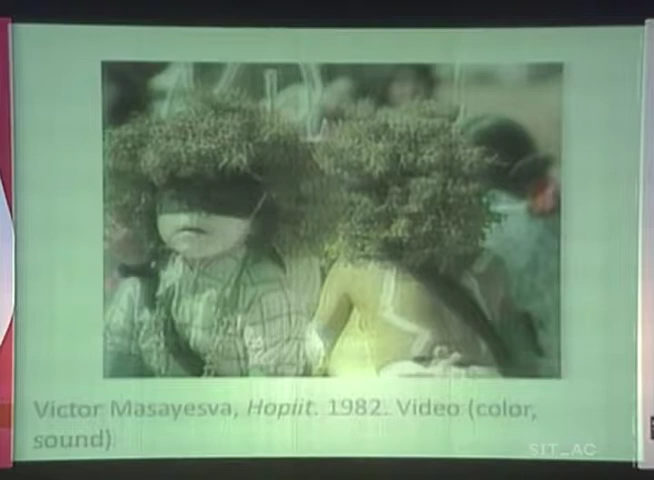 Victor Masayesva, Hopiit. 1982. Video (color,
sound)
SIT_AC